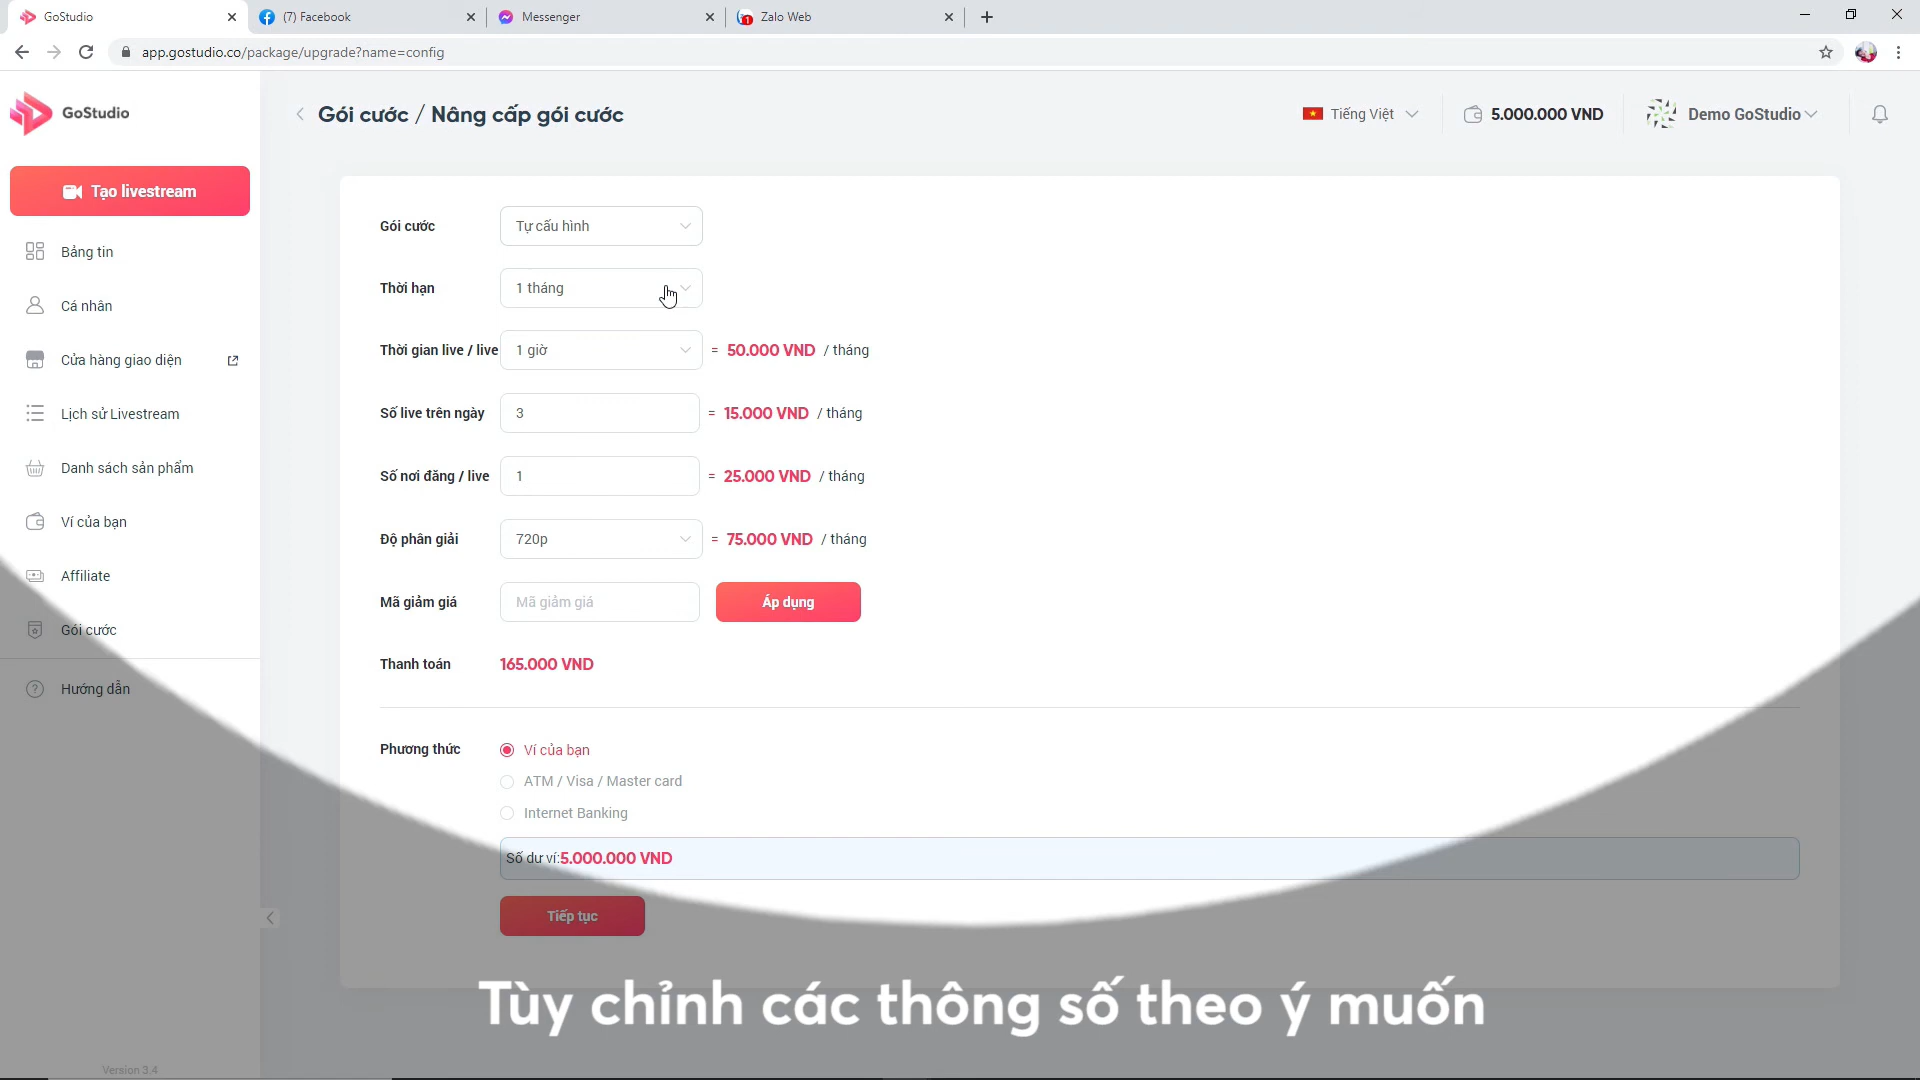 GoStudio
(7) Facebook
Messenger
1 Zalo Web
app.gostudio.co/package/upgrade?name=config
GoStudio
Gói cước / Nâng cấp gói cước
Tiếng Việt
5.000.000 VND
Demo GoStudio
Tạo livestream
Bảng tin
Cá nhân
Cửa hàng giao diện
Lịch sử Livestream
Danh sách sản phẩm
Ví của bạn
Affiliate
Gói cước
Hướng dẫn
Version 3.4
Gói cước Tự cấu hình
Thời hạn 1 tháng
Thời gian live / live 1 giờ = 50.000 VND / tháng
Số live trên ngày 3 = 15.000 VND / tháng
Số nơi đăng / live 1 = 25.000 VND / tháng
Độ phân giải 720p = 75.000 VND / tháng
Mã giảm giá Mã giảm giá Áp dụng
Thanh toán 165.000 VND
Phương thức Ví của bạn
ATM / Visa / Master card
Internet Banking
Số dư ví:5.000.000 VND
Tiếp tục
Tùy chỉnh các thông số theo ý muốn